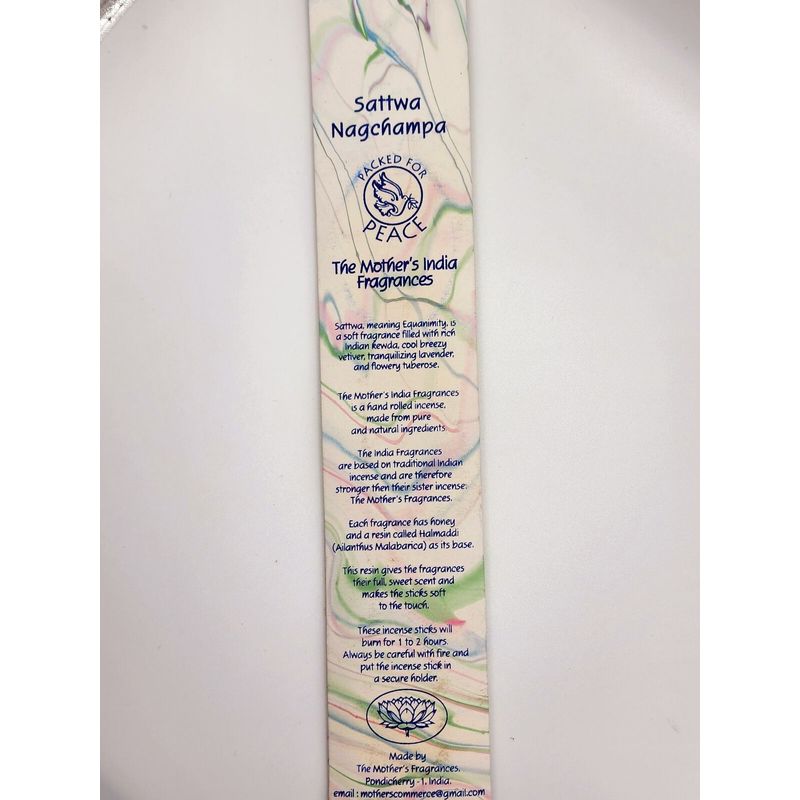 Sattwa
Nagchampa
PACKED FOR
PEACE
The Mother's India
Fragrances
Sattwa, meaning Equanimity, is
a soft fragrance filled with rich
Indian kewda, cool breezy
vetiver, tranquilizing lavender,
and flowery tuberose.
The Mother's India Fragrances
is a hand rolled incense,
made from pure
and natural ingredients
The India Fragrances
are based on traditional Indian
incense and are therefore
stronger then their sister incense:
The Mother's Fragrances.
Each fragrance has honey
and a resin called Halmaddi
(Ailanthus Malabarica) as its base.
This resin gives the fragrances
their full, sweet scent and
makes the sticks soft
to the touch.
These incense sticks will
burn for 1 to 2 hours.
Always be careful with fire and
put the incense stick in
a secure holder.
Made by
The Mother's Fragrances,
Pondicherry - 1. India.
email : motherscommerce@gmail.com